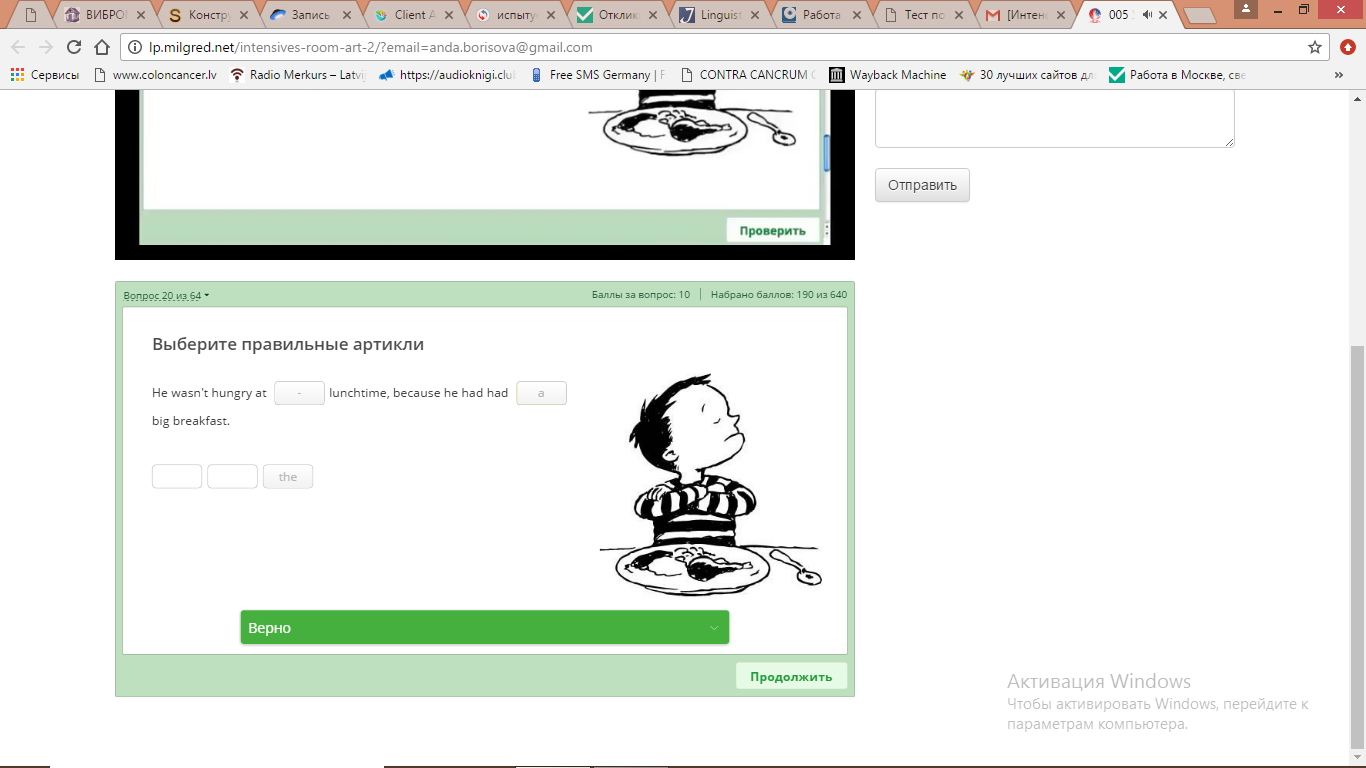 ВИБРО
Констру
Запись
Client A
испыту
Отклик
Linguist
Работа
Тест по
[Интенс
005
lp.milgred.net/intensives-room-art-2/?email=anda.borisova@gmail.com
Сервисы www.coloncancer.lv Radio Merkurs – Latvij https://audioknigi.clu Free SMS Germany | F CONTRA CANCRUM Wayback Machine 30 лучших сайтов дл Работа в Москве, све »
Отправить
Проверить
Вопрос 20 из 64 Баллы за вопрос: 10 Набрано баллов: 190 из 640
Выберите правильные артикли
He wasn't hungry at - lunchtime, because he had had a
big breakfast.
the
Верно
Продолжить
Активация Windows
Чтобы активировать Windows, перейдите к
параметрам компьютера.